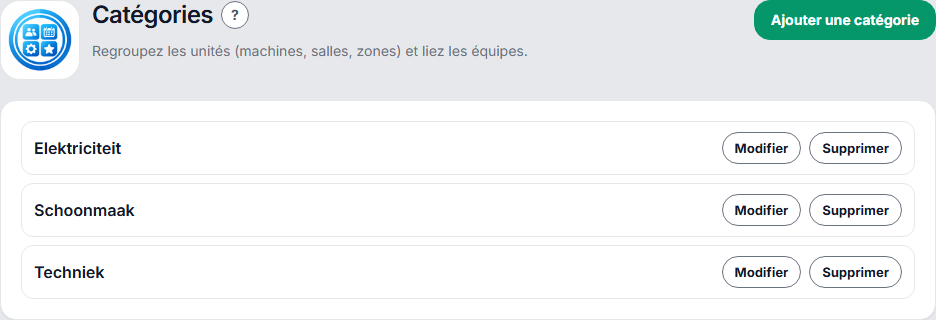 Catégories ?
Ajouter une catégorie
Regroupez les unités (machines, salles, zones) et liez les équipes.
Elektriciteit Modifier Supprimer
Schoonmaak Modifier Supprimer
Techniek Modifier Supprimer